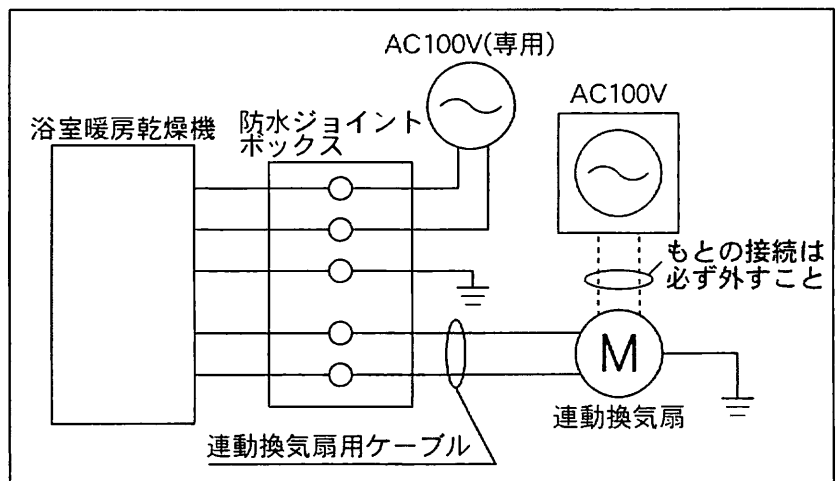 AC100V(専用)
AC100V
浴室暖房乾燥機
防水ジョイント
ボックス
もとの接続は
必ず外すこと
M
連動換気扇
連動換気扇用ケーブル